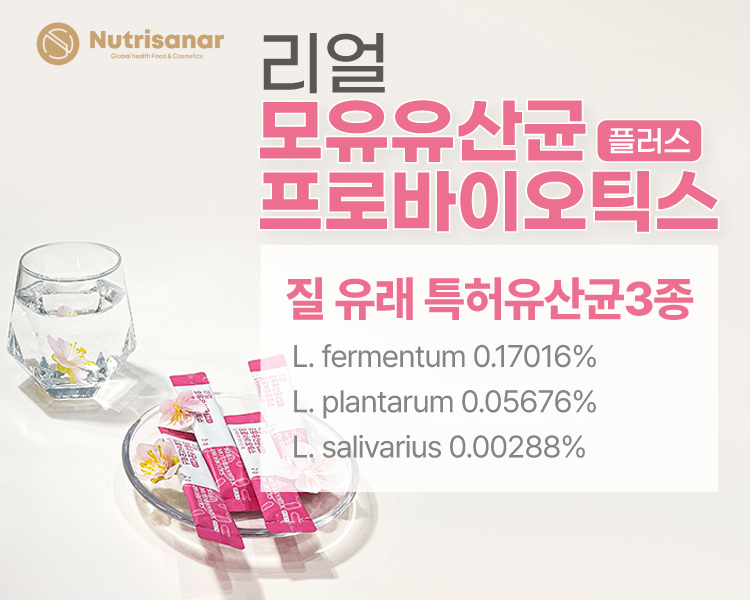 Nutrisanar
Global health Food & Cosmetics
리얼
모유유산균 플러스
프로바이오틱스
질 유래 특허유산균3종
L. fermentum 0.17016%
L. plantarum 0.05676%
L. salivarius 0.00288%